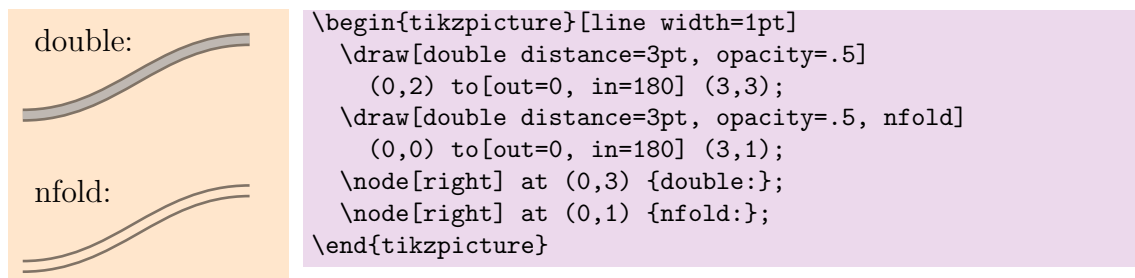 double:
nfold:
\begin{tikzpicture}[line width=1pt]
  \draw[double distance=3pt, opacity=.5]
    (0,2) to[out=0, in=180] (3,3);
  \draw[double distance=3pt, opacity=.5, nfold]
    (0,0) to[out=0, in=180] (3,1);
  \node[right] at (0,3) {double:};
  \node[right] at (0,1) {nfold:};
\end{tikzpicture}